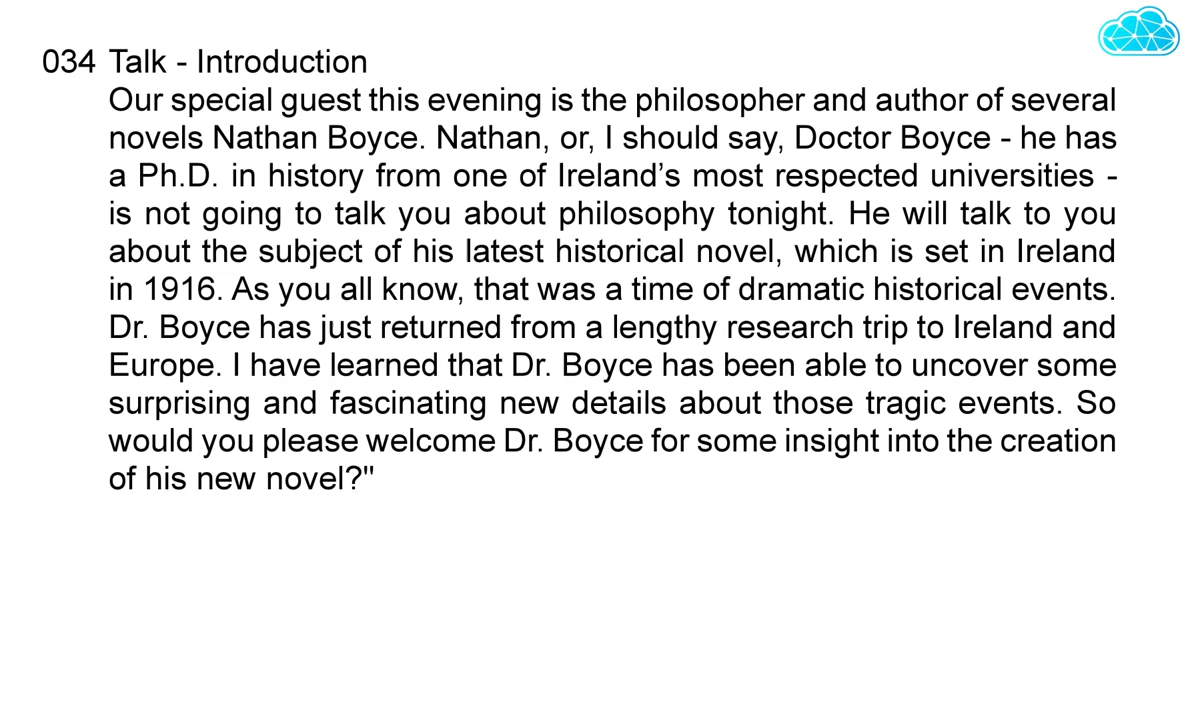 034 Talk - Introduction
Our special guest this evening is the philosopher and author of several
novels Nathan Boyce. Nathan, or, I should say, Doctor Boyce - he has
a Ph.D. in history from one of Ireland’s most respected universities -
is not going to talk you about philosophy tonight. He will talk to you
about the subject of his latest historical novel, which is set in Ireland
in 1916. As you all know, that was a time of dramatic historical events.
Dr. Boyce has just returned from a lengthy research trip to Ireland and
Europe. I have learned that Dr. Boyce has been able to uncover some
surprising and fascinating new details about those tragic events. So
would you please welcome Dr. Boyce for some insight into the creation
of his new novel?"